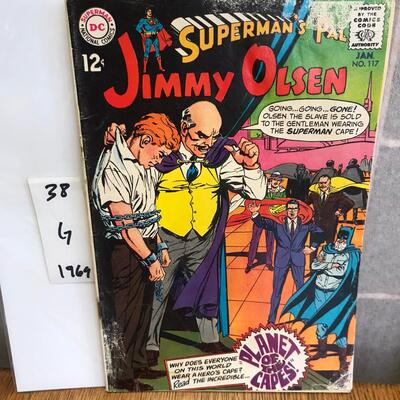 SUPERMAN
NATIONAL COMICS
DC
12¢
SUPERMAN'S
JIMMY OLSEN
APPROVED
BY THE
COMICS
CODE
AUTHORITY
JAN.
NO. 117
GOING...GOING...GONE!
OLSEN THE SLAVE IS SOLD
TO THE GENTLEMAN WEARING
THE SUPERMAN CAPE!
38
G
1969
WHY DOES EVERYONE
ON THIS WORLD
WEAR A HERO'S CAPE?
Read THE INCREDIBLE...
PLANET
OF
THE
CAPES!